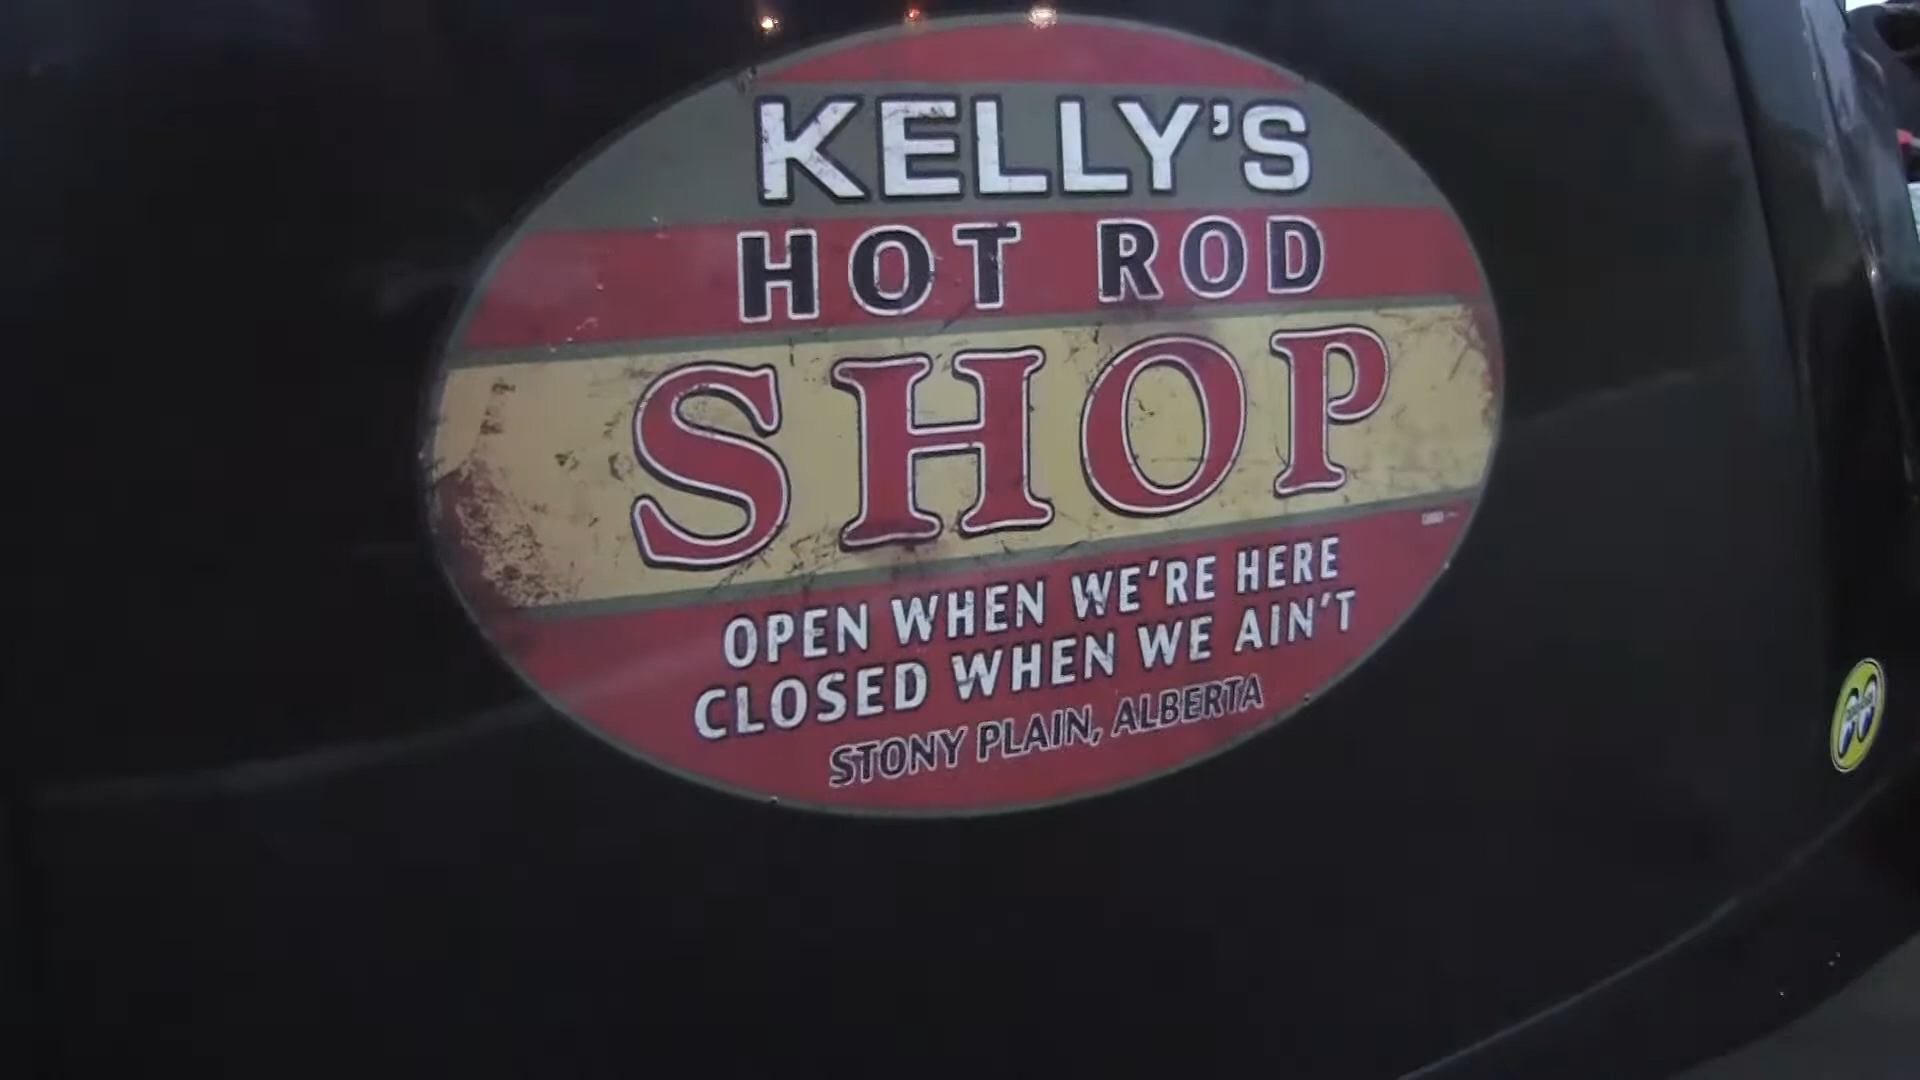 KELLY'S
HOT ROD
SHOP
OPEN WHEN WE'RE HERE
CLOSED WHEN WE AIN'T
STONY PLAIN, ALBERTA